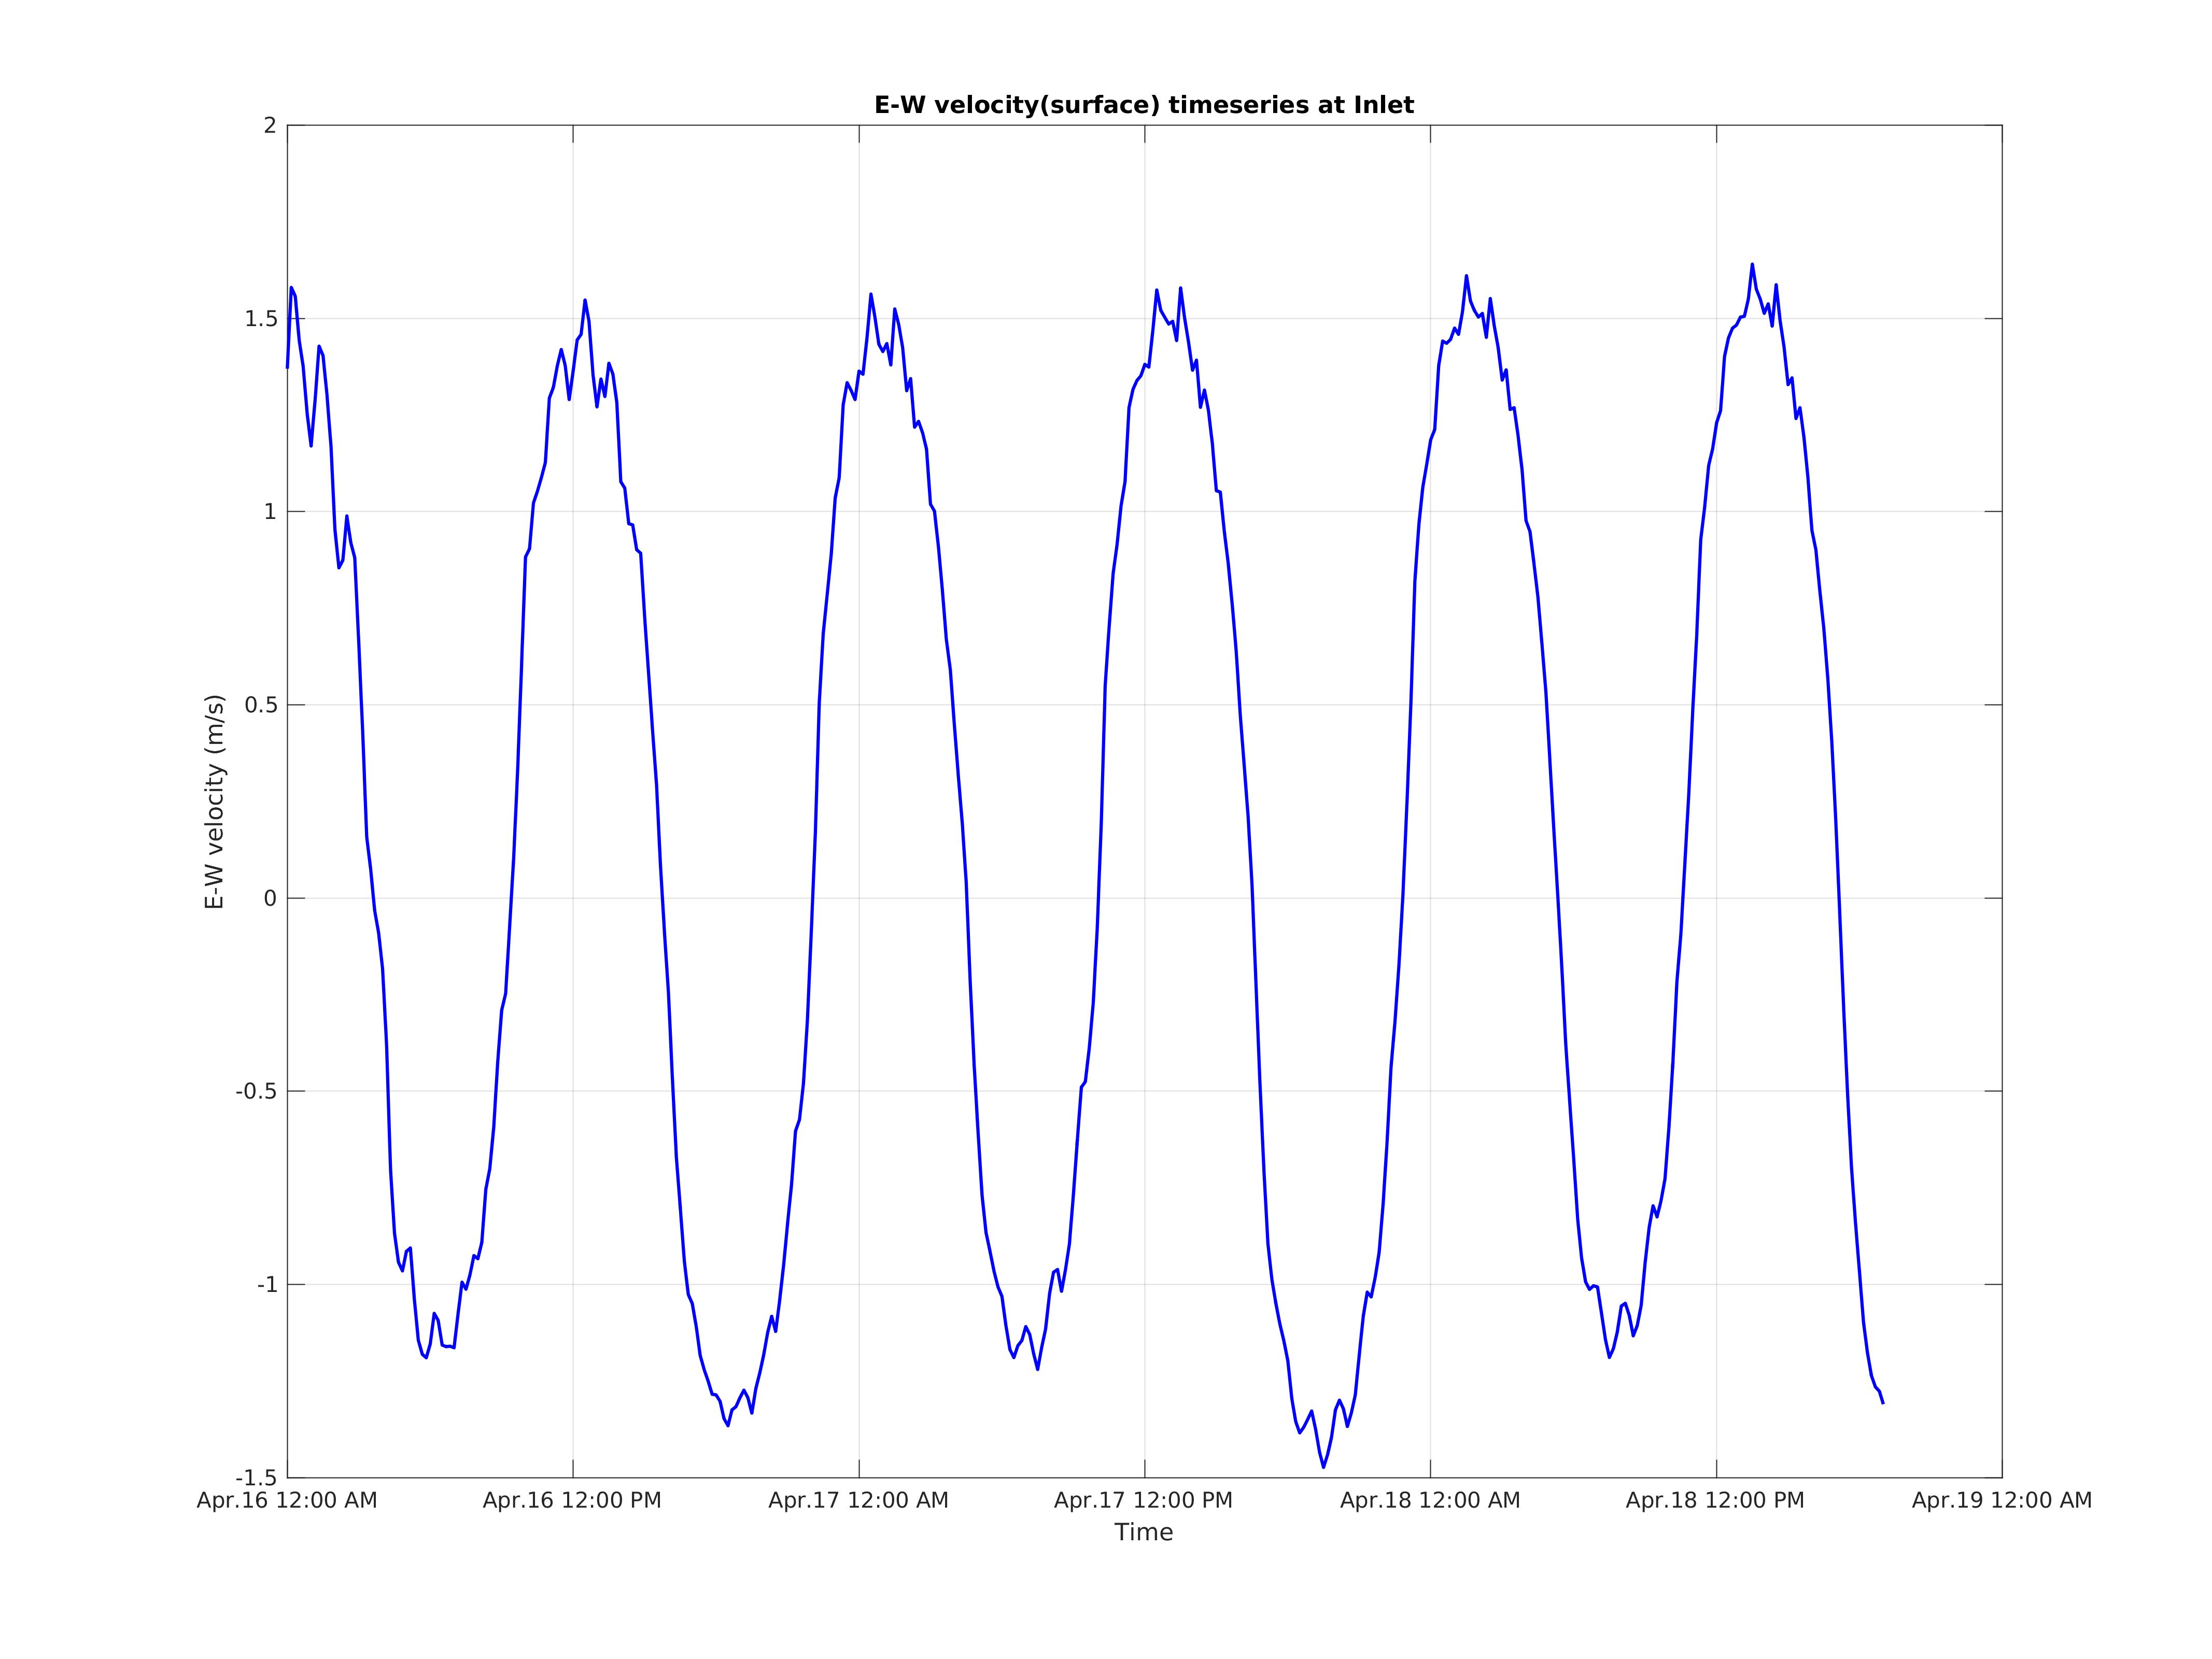 E-W velocity(surface) timeseries at Inlet
2
1.5
1
0.5
0
-0.5
-1
-1.5
E-W velocity (m/s)
Apr.16 12:00 AM Apr.16 12:00 PM Apr.17 12:00 AM Apr.17 12:00 PM Apr.18 12:00 AM Apr.18 12:00 PM Apr.19 12:00 AM
Time